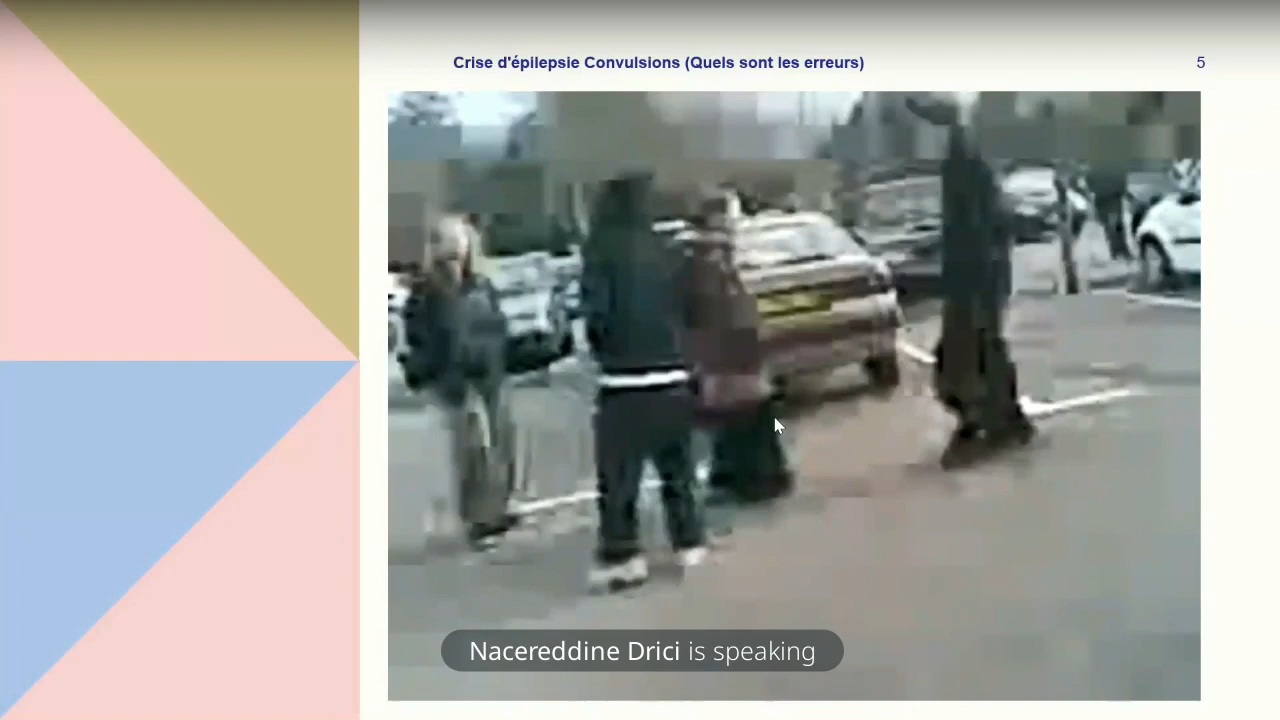 Crise d'épilepsie Convulsions (Quels sont les erreurs)
5
Nacereddine Drici is speaking